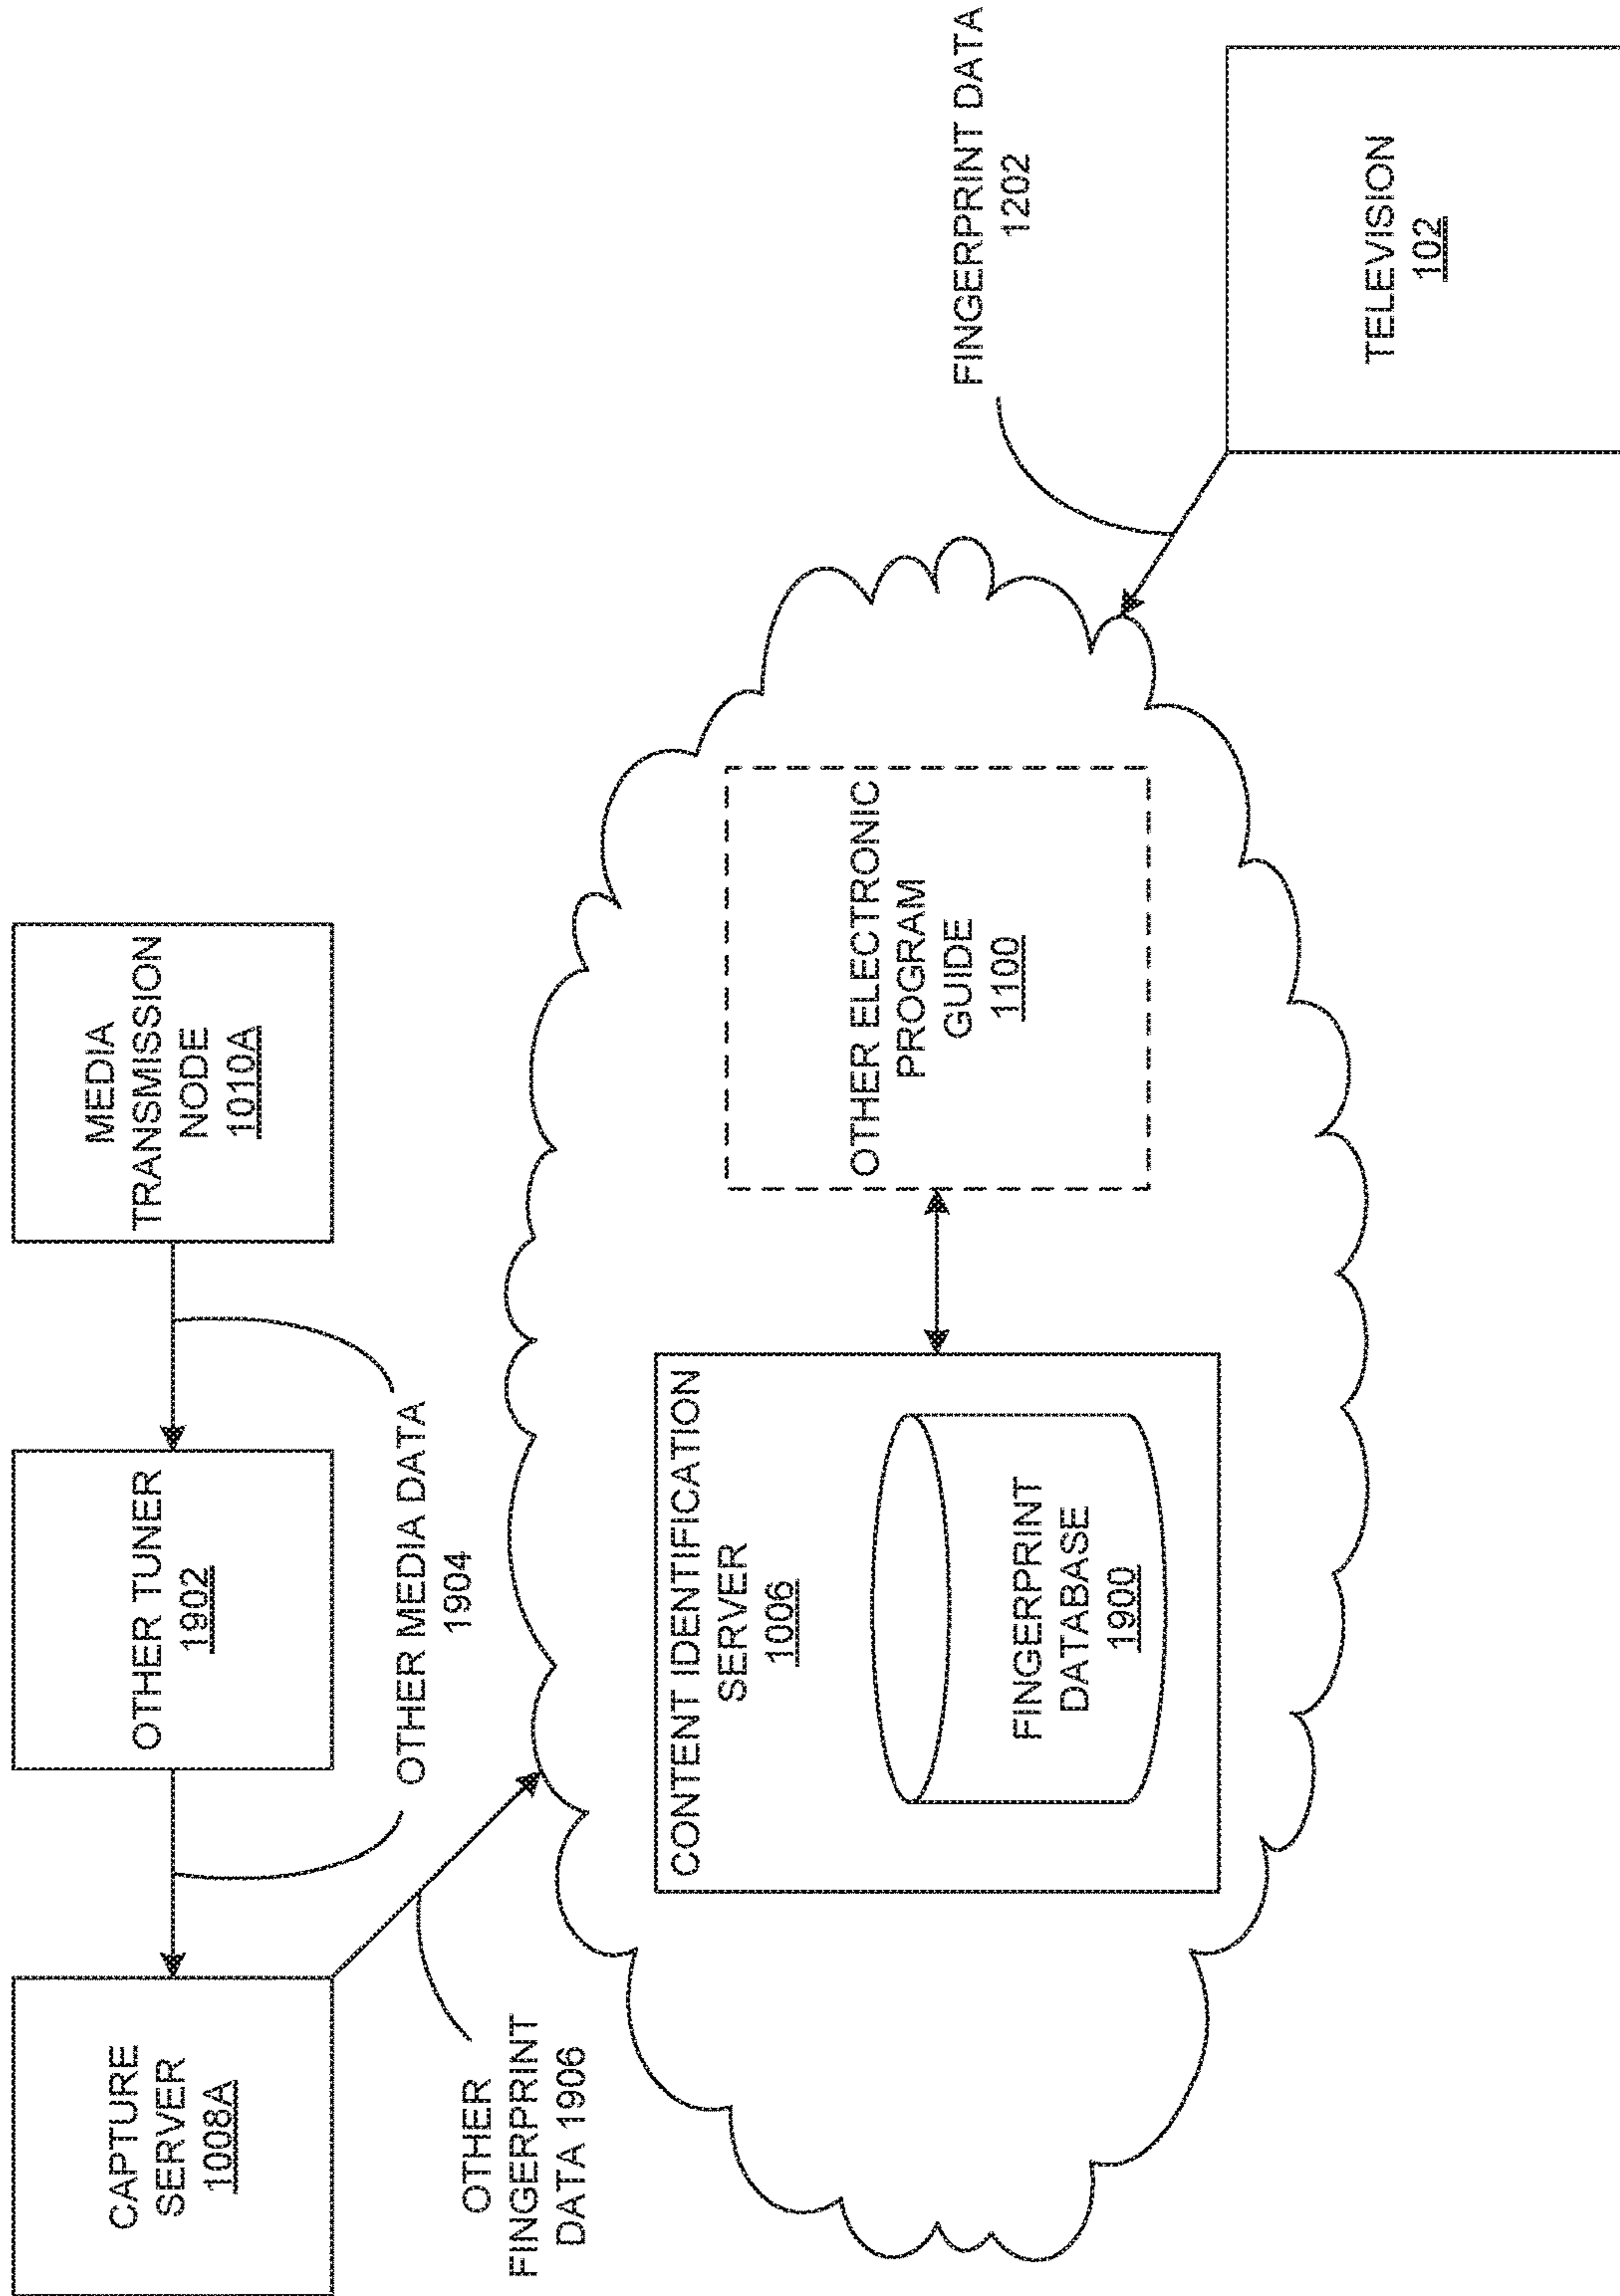 CAPTURE
SERVER
1008A
OTHER TUNER
1902
MEDIA
TRANSMISSION
NODE
1010A
OTHER MEDIA DATA
1904
OTHER
FINGERPRINT
DATA 1906
CONTENT IDENTIFICATION
SERVER
1006
FINGERPRINT
DATABASE
1900
OTHER ELECTRONIC
PROGRAM
GUIDE
1100
FINGERPRINT DATA
1202
TELEVISION
102